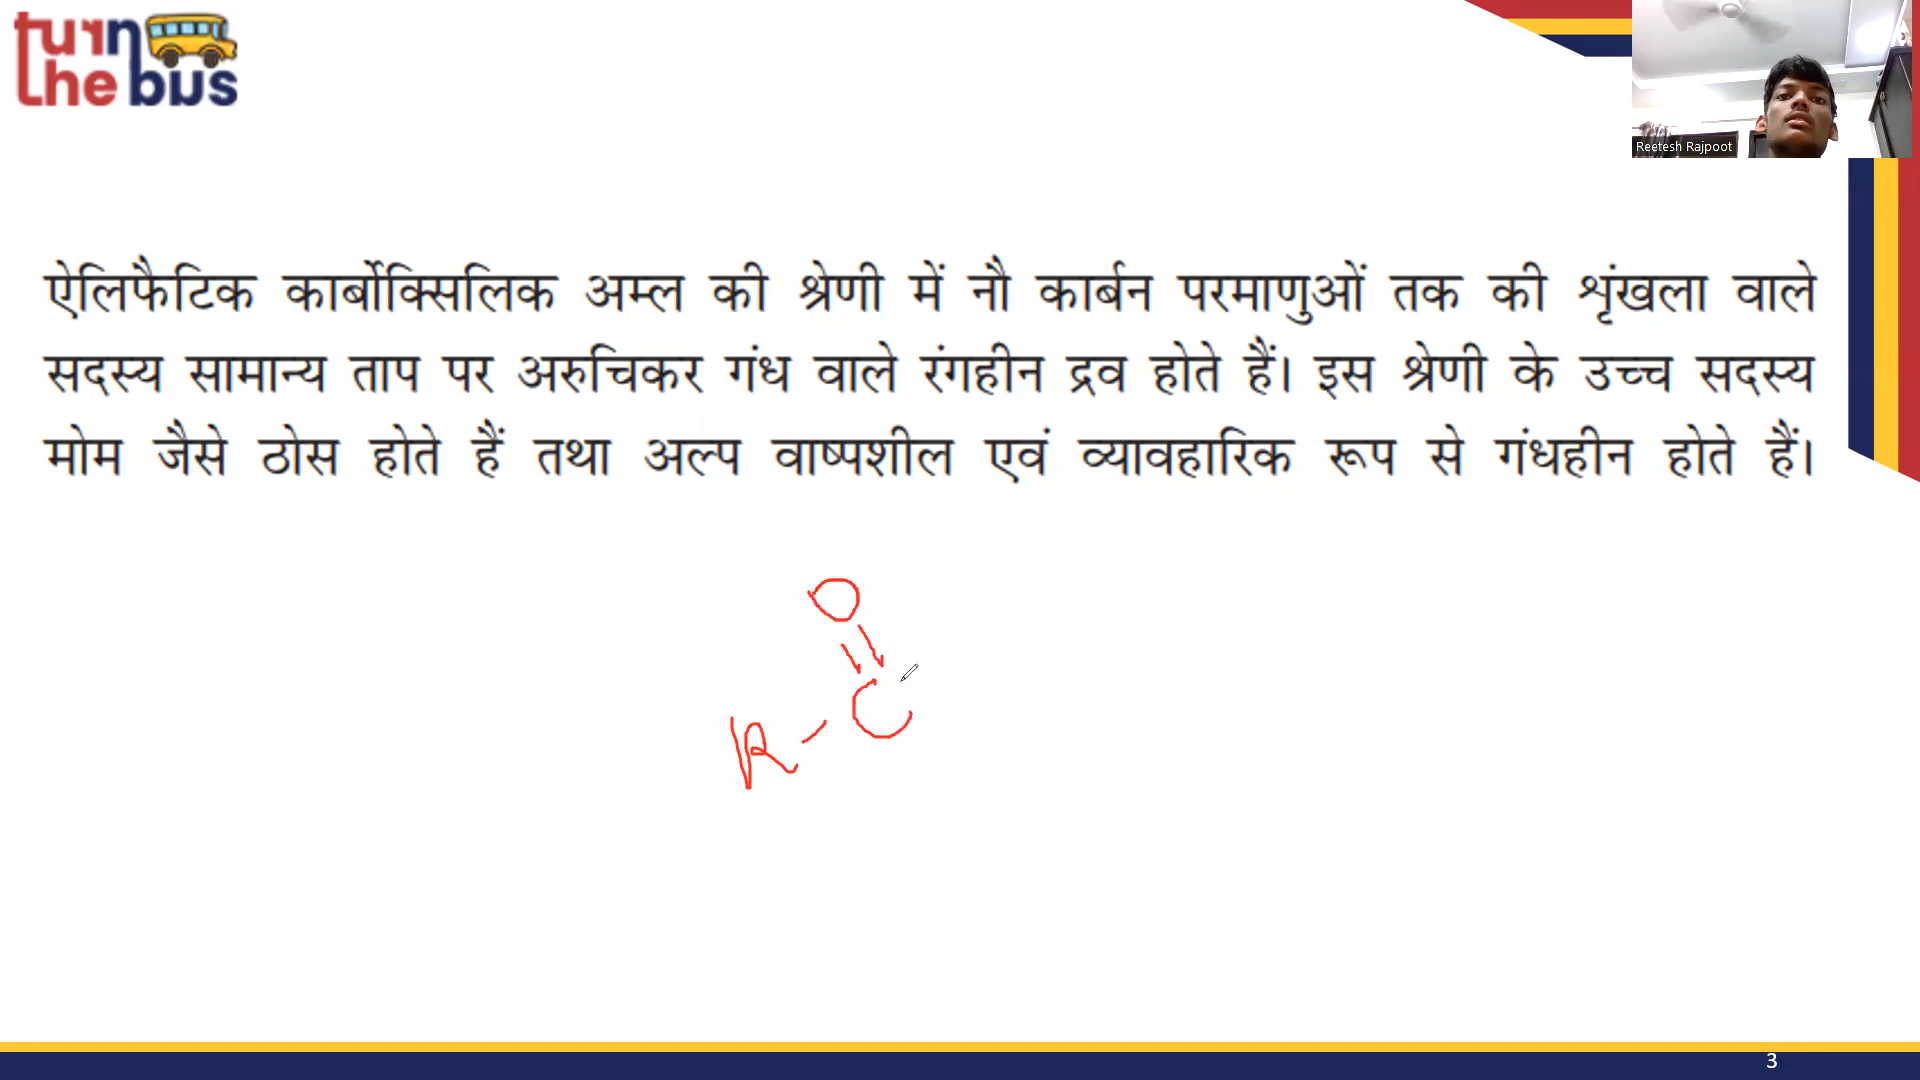 turn
the bus
Reetesh Rajpoot
ऐलिफैटिक कार्बोक्सिलिक अम्ल की श्रेणी में नौ कार्बन परमाणुओं तक की शृंखला वाले
सदस्य सामान्य ताप पर अरुचिकर गंध वाले रंगहीन द्रव होते हैं। इस श्रेणी के उच्च सदस्य
मोम जैसे ठोस होते हैं तथा अल्प वाष्पशील एवं व्यावहारिक रूप से गंधहीन होते हैं।
O
R - C
3